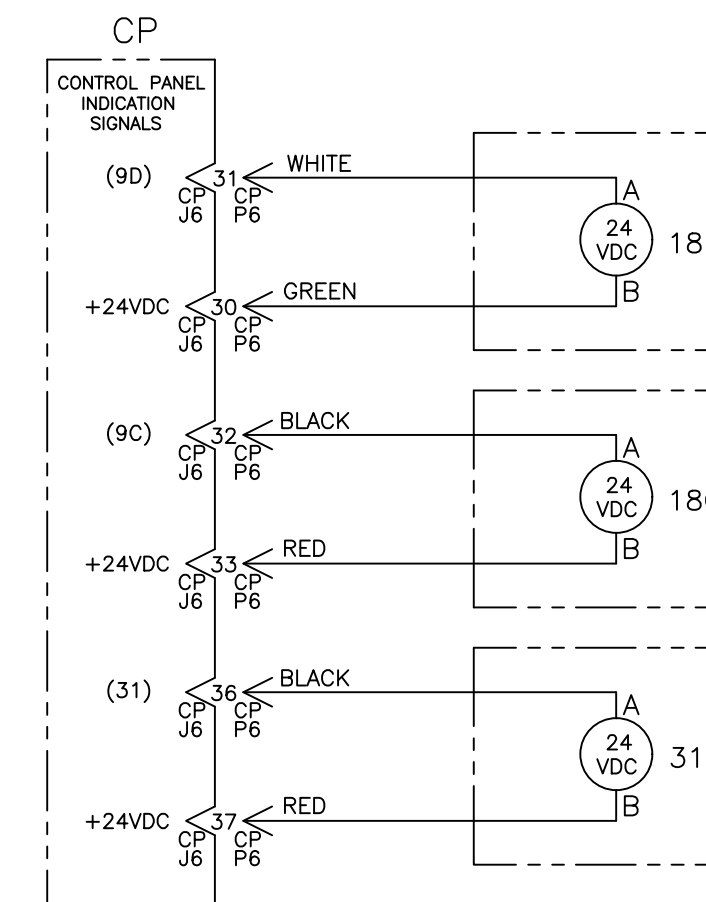 CP
CONTROL PANEL
INDICATION
SIGNALS
(9D)
31
WHITE
CP
J6
CP
P6
A
24
VDC
18
B
+24VDC
30
GREEN
CP
J6
CP
P6
(9C)
32
BLACK
CP
J6
CP
P6
A
24
VDC
18
B
+24VDC
33
RED
CP
J6
CP
P6
(31)
36
BLACK
CP
J6
CP
P6
A
24
VDC
31
B
+24VDC
37
RED
CP
J6
CP
P6